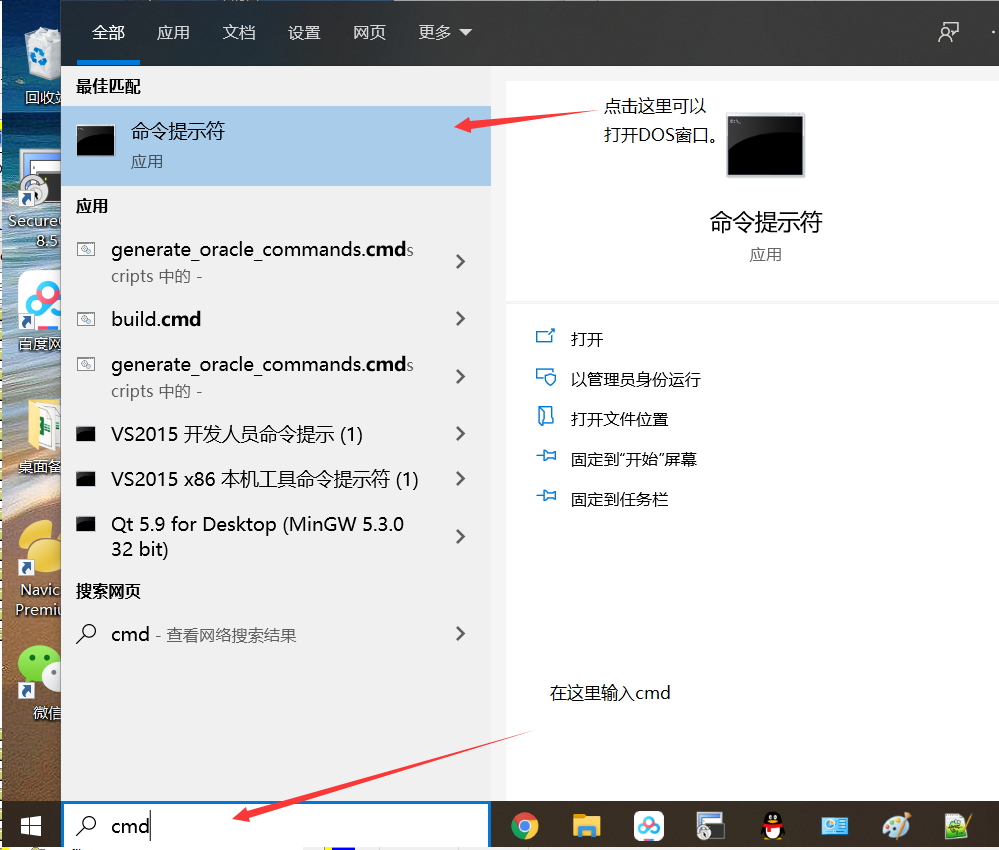 全部 应用 文档 设置 网页 更多
回收站
最佳匹配
命令提示符
应用
点击这里可以
打开DOS窗口。
命令提示符
应用
应用
generate_oracle_commands.cmds
cripts 中的 -
build.cmd
generate_oracle_commands.cmds
cripts 中的 -
VS2015 开发人员命令提示 (1)
VS2015 x86 本机工具命令提示符 (1)
Qt 5.9 for Desktop (MinGW 5.3.0
32 bit)
搜索网页
cmd - 查看网络搜索结果
打开
以管理员身份运行
打开文件位置
固定到“开始”屏幕
固定到任务栏
在这里输入cmd
Secure
8.5
百度网
桌面备
Navic
Premiu
微信
cmd